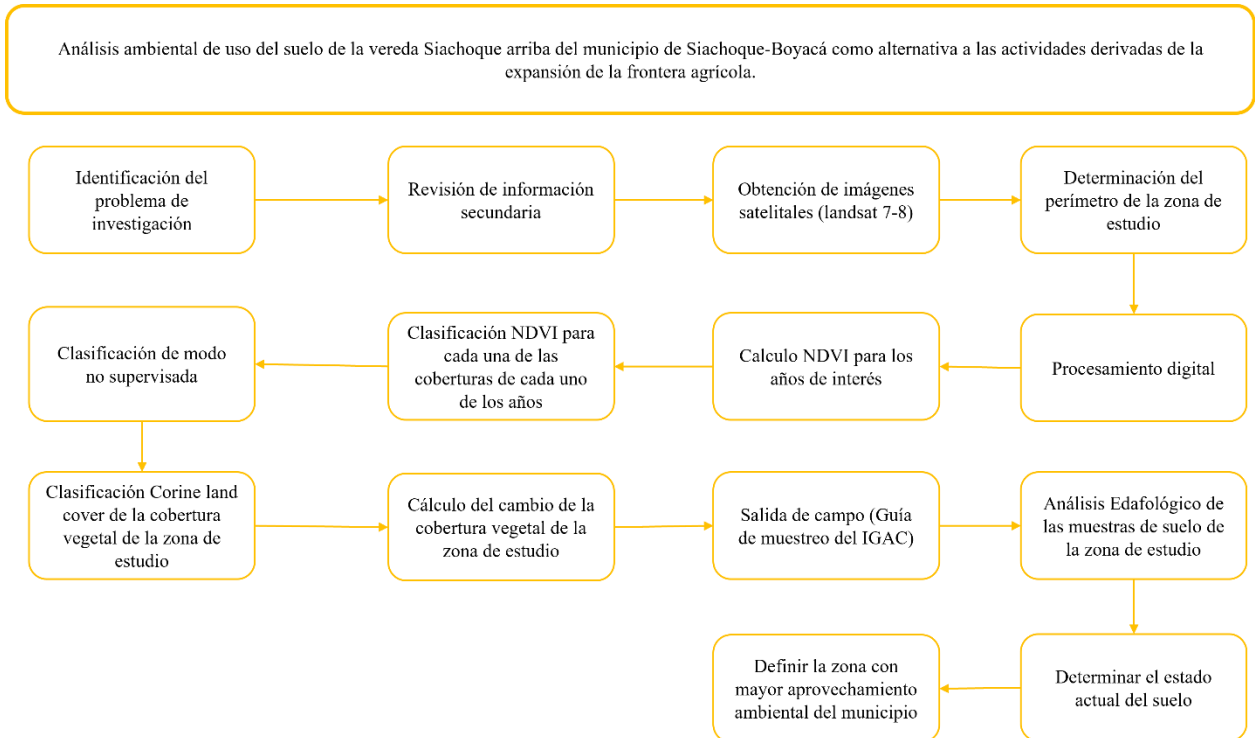 Análisis ambiental de uso del suelo de la vereda Siachoque arriba del municipio de Siachoque-Boyacá como alternativa a las actividades derivadas de la
expansión de la frontera agrícola.
Identificación del
problema de
investigación
Revisión de información
secundaria
Obtención de imágenes
satelitales (landsat 7-8)
Determinación del
perímetro de la zona de
estudio
Procesamiento digital
Calculo NDVI para los
años de interés
Clasificación NDVI para
cada una de las
coberturas de cada uno
de los años
Clasificación de modo
no supervisada
Clasificación Corine land
cover de la cobertura
vegetal de la zona de
estudio
Cálculo del cambio de la
cobertura vegetal de la
zona de estudio
Salida de campo (Guía
de muestreo del IGAC)
Análisis Edafológico de
las muestras de suelo de
la zona de estudio
Determinar el estado
actual del suelo
Definir la zona con
mayor aprovechamiento
ambiental del municipio